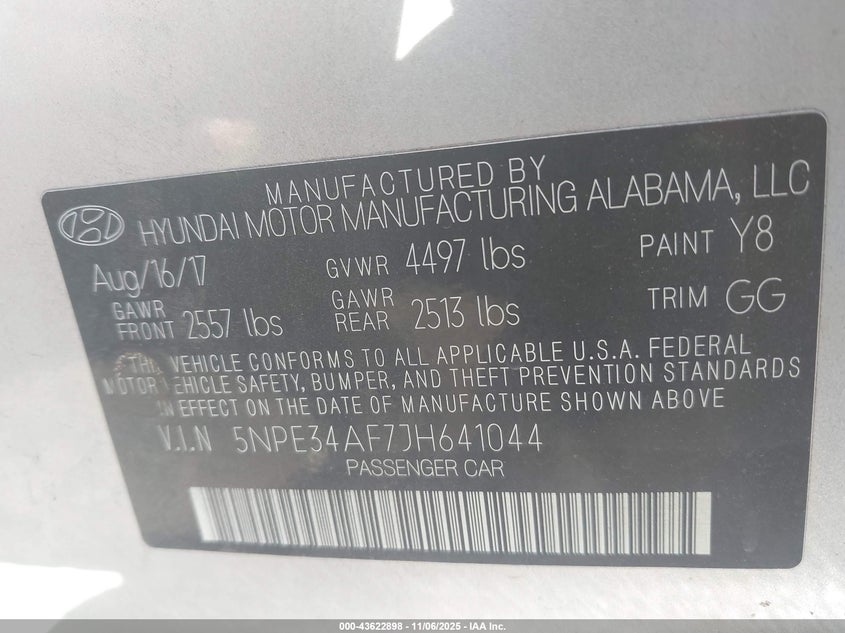 MANUFACTURED BY
HYUNDAI MOTOR MANUFACTURING ALABAMA, LLC
Aug/16/17 GVWR 4497 lbs PAINT Y8
GAWR FRONT 2557 lbs GAWR REAR 2513 lbs TRIM GG
THIS VEHICLE CONFORMS TO ALL APPLICABLE U.S.A. FEDERAL
MOTOR VEHICLE SAFETY, BUMPER, AND THEFT PREVENTION STANDARDS
IN EFFECT ON THE DATE OF MANUFACTURE SHOWN ABOVE
V.I.N 5NPE34AF7JH641044
PASSENGER CAR
000-43622898 - 11/06/2025 - IAA Inc.